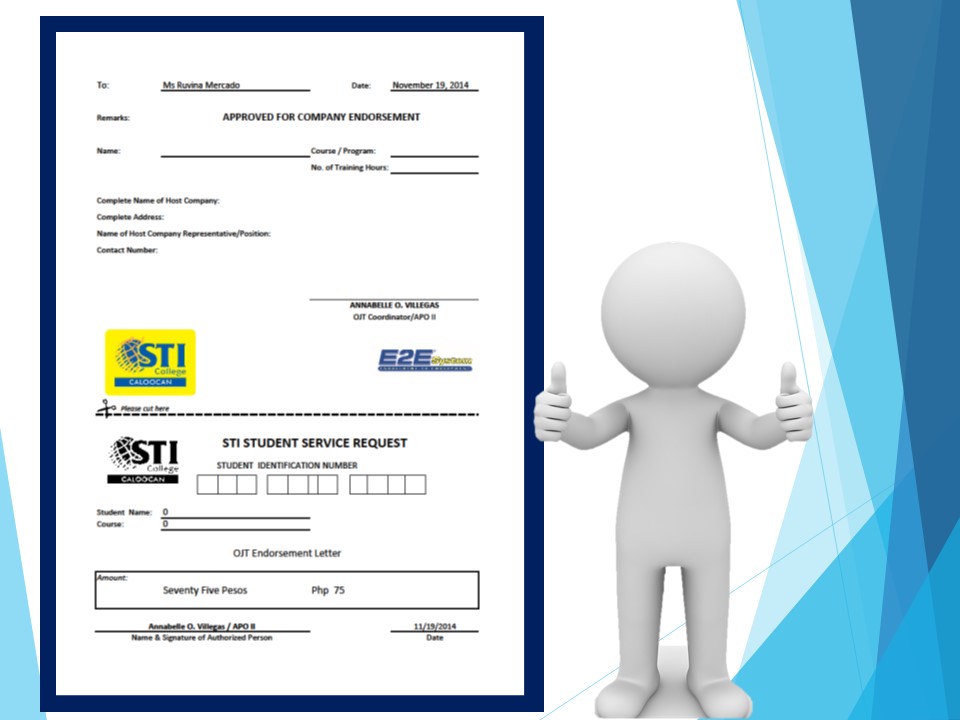 To: Ms Ruvina Mercado Date: November 19, 2014
Remarks: APPROVED FOR COMPANY ENDORSEMENT
Name: Course / Program:
No. of Training Hours:
Complete Name of Host Company:
Complete Address:
Name of Host Company Representative/Position:
Contact Number:
ANNABELLE O. VILLEGAS
OJT Coordinator/APO II
STI
College
CALOOCAN
E2E System
Please cut here
STI
College
CALOOCAN
STI STUDENT SERVICE REQUEST
STUDENT IDENTIFICATION NUMBER
Student Name: 0
Course: 0
OJT Endorsement Letter
Amount:
Seventy Five Pesos Php 75
Annabelle O. Villegas / APO II 11/19/2014
Name & Signature of Authorized Person Date